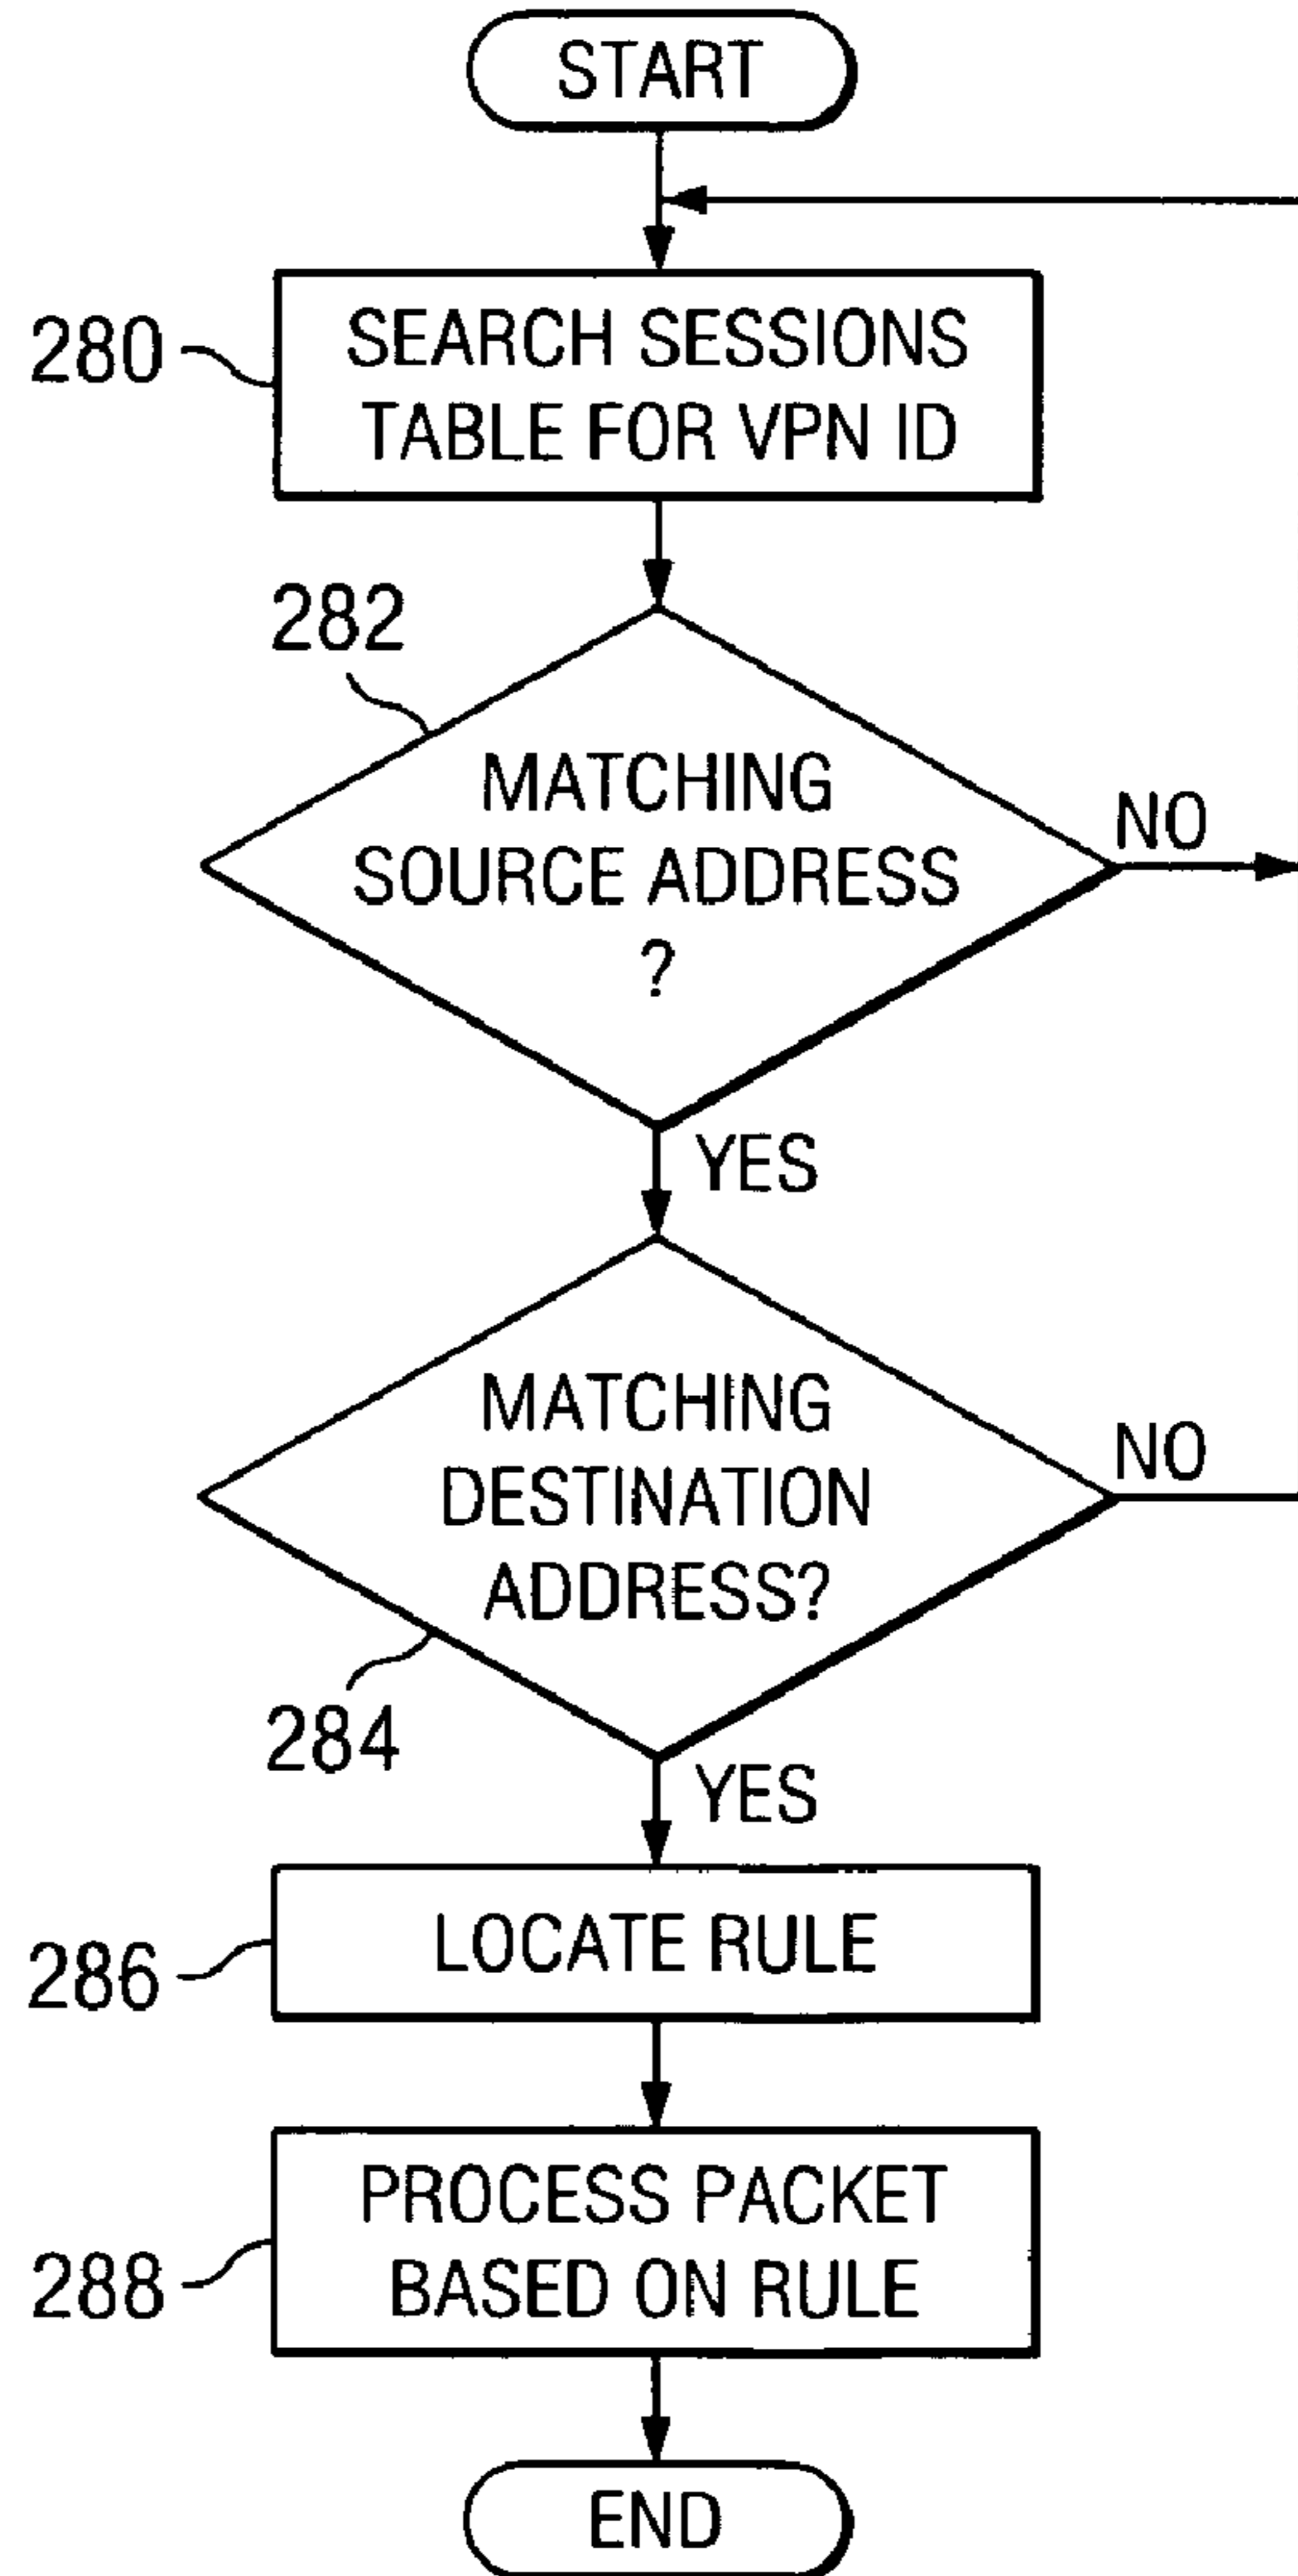 START
280
SEARCH SESSIONS
TABLE FOR VPN ID
282
MATCHING
SOURCE ADDRESS
?
NO
YES
MATCHING
DESTINATION
ADDRESS?
NO
284
YES
286
LOCATE RULE
288
PROCESS PACKET
BASED ON RULE
END